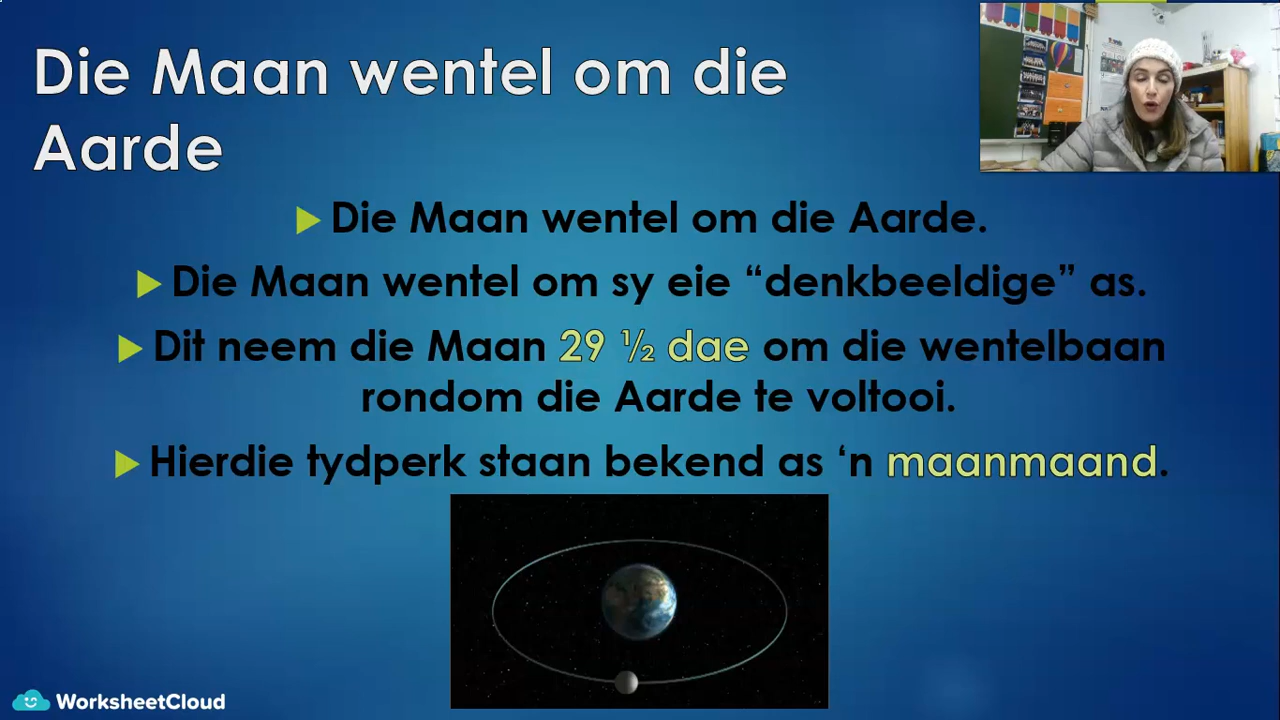 Die Maan wentel om die
Aarde
Die Maan wentel om die Aarde.
Die Maan wentel om sy eie “denkbeeldige” as.
Dit neem die Maan 29 ½ dae om die wentelbaan
rondom die Aarde te voltooi.
Hierdie tydperk staan bekend as ‘n maanmaand.
WorksheetCloud